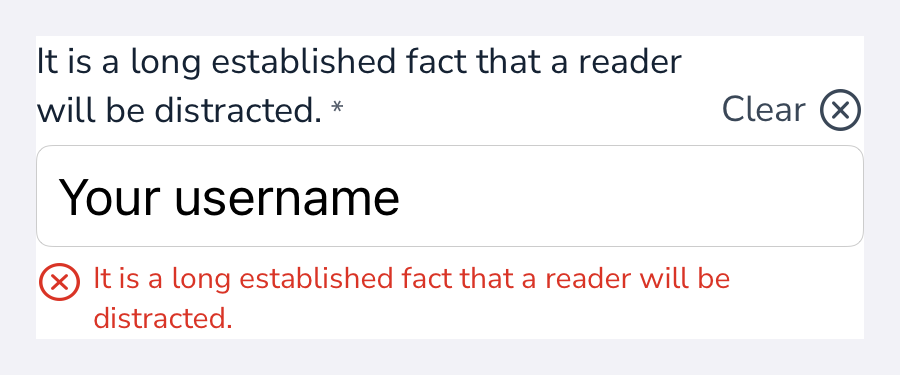 It is a long established fact that a reader
will be distracted. *
Clear
Your username
It is a long established fact that a reader will be
distracted.